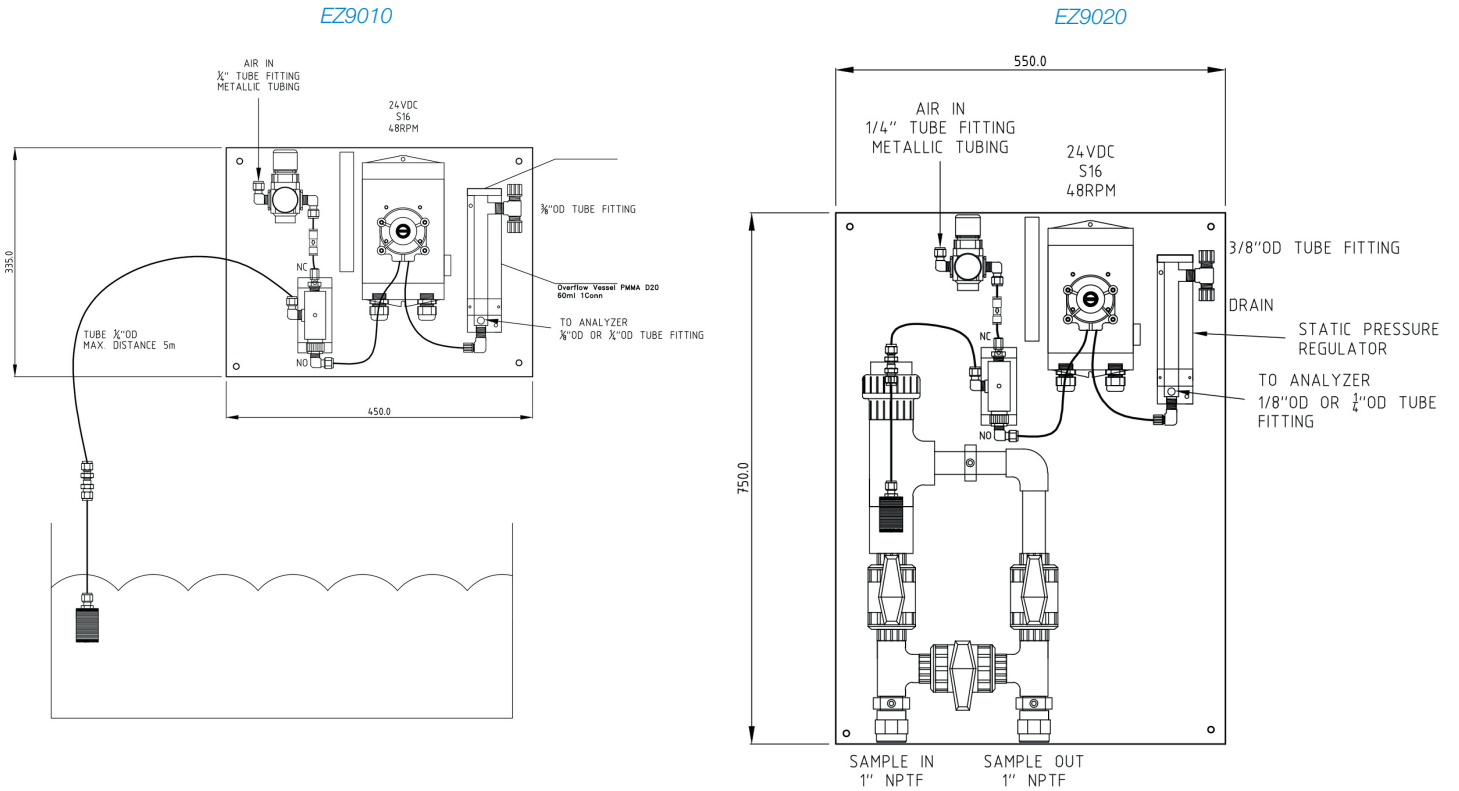 EZ9010
AIR IN
¼" TUBE FITTING
METALLIC TUBING
24VDC
S16
48RPM
335.0
⅜"OD TUBE FITTING
NC
Overflow Vessel PMMA D20
60ml 1Conn
TO ANALYZER
⅛"OD OR ¼"OD TUBE FITTING
TUBE ¼"OD
MAX. DISTANCE 5m
NO
450.0
EZ9020
550.0
AIR IN
1/4" TUBE FITTING
METALLIC TUBING
24VDC
S16
48RPM
3/8"OD TUBE FITTING
DRAIN
NC
STATIC PRESSURE
REGULATOR
TO ANALYZER
1/8"OD OR ¼"OD TUBE
FITTING
NO
750.0
SAMPLE IN
1" NPTF
SAMPLE OUT
1" NPTF